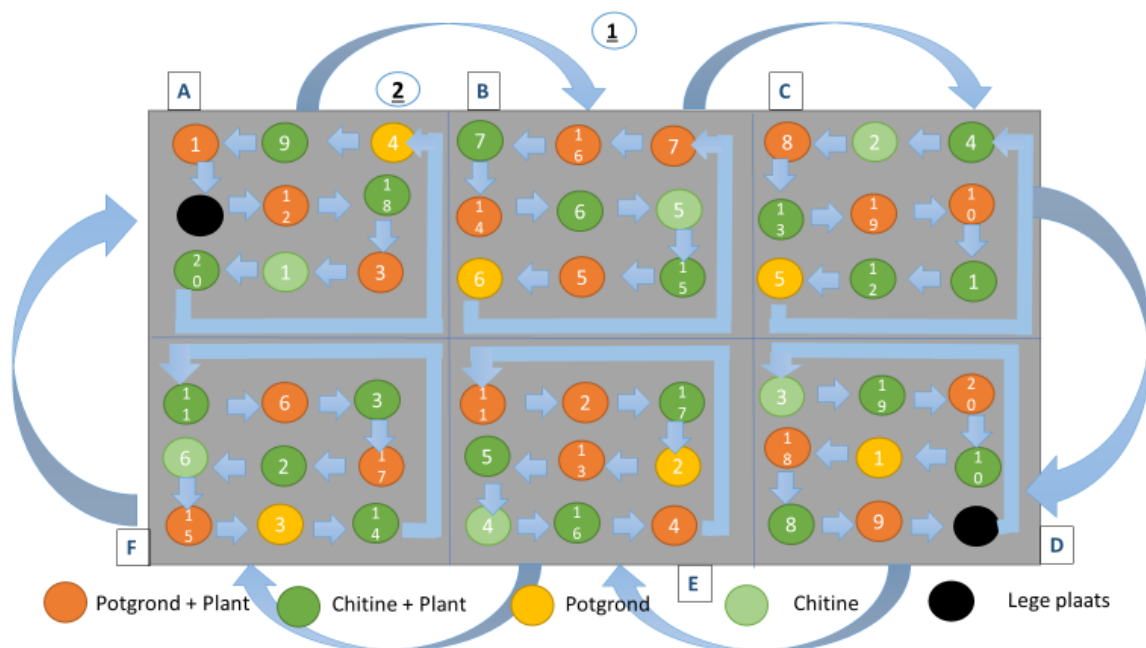 1
A 2 B C
1 9 4 7 16 7 8 2 4
12 18 14 6 5 13 19 10
20 1 3 6 5 15 5 12 1
11 6 3 11 2 17 3 19 20
6 2 17 5 13 2 18 1 10
15 3 14 4 16 4 8 9
F E D
Potgrond + Plant Chitine + Plant Potgrond Chitine Lege plaats